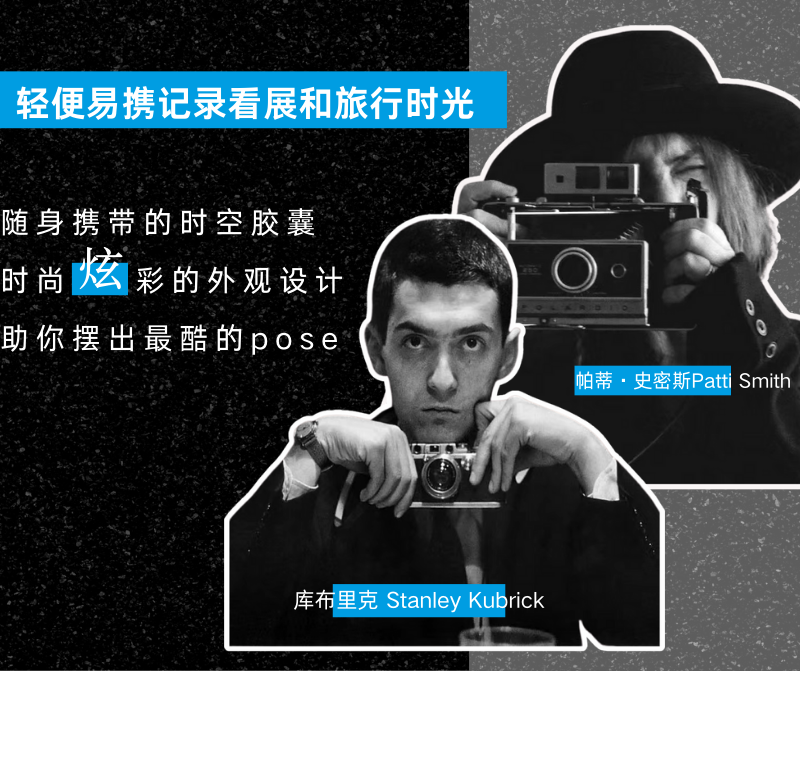 轻便易携记录看展和旅行时光
随身携带的时空胶囊
时尚炫彩的外观设计
助你摆出最酷的pose
帕蒂·史密斯Patti Smith
库布里克 Stanley Kubrick